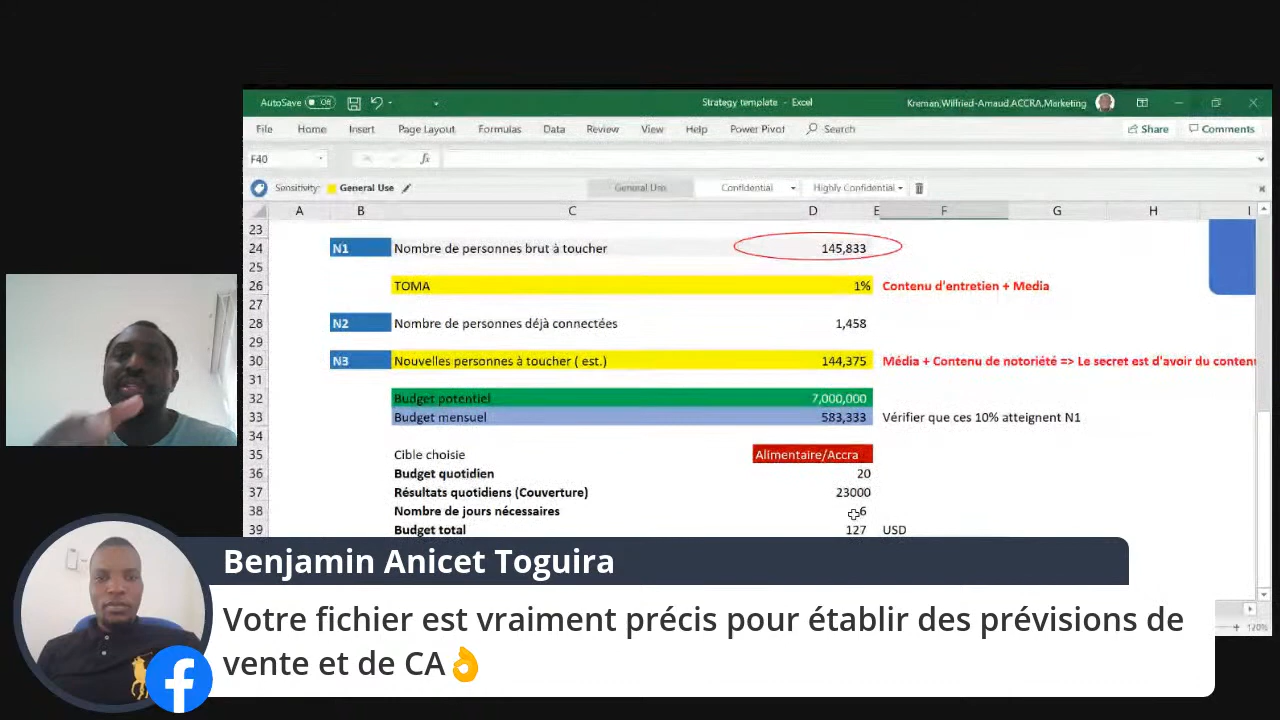 AutoSave Off
Strategy template - Excel
Kreman,Wilfried-Arnaud,ACCRA,Marketing
File Home Insert Page Layout Formulas Data Review View Help Power Pivot Search Share Comments
F40 fx
Sensitivity: General Use General Use Confidential Highly Confidential
A B C D E F G H I
23
24 N1 Nombre de personnes brut à toucher 145,833
25
26 TOMA 1% Contenu d'entretien + Media
27
28 N2 Nombre de personnes déjà connectées 1,458
29
30 N3 Nouvelles personnes à toucher ( est.) 144,375 Média + Contenu de notoriété => Le secret est d'avoir du contenu
31
32 Budget potentiel 7,000,000
33 Budget mensuel 583,333 Vérifier que ces 10% atteignent N1
34
35 Cible choisie Alimentaire/Accra
36 Budget quotidien 20
37 Résultats quotidiens (Couverture) 23000
38 Nombre de jours nécessaires 6
39 Budget total 127 USD
120%
Benjamin Anicet Toguira
Votre fichier est vraiment précis pour établir des prévisions de
vente et de CA👌